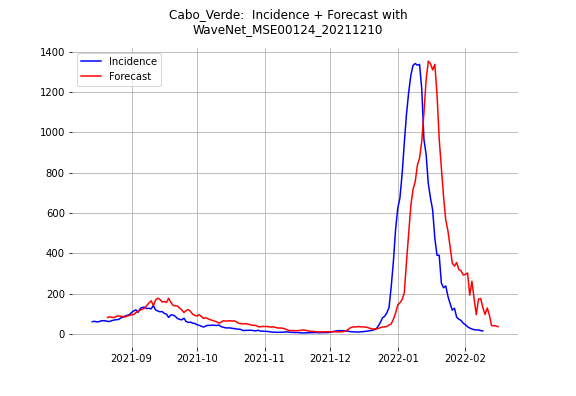 Cabo_Verde:  Incidence + Forecast with
WaveNet_MSE00124_20211210
Incidence
Forecast
1400
1200
1000
800
600
400
200
0
2021-09 2021-10 2021-11 2021-12 2022-01 2022-02